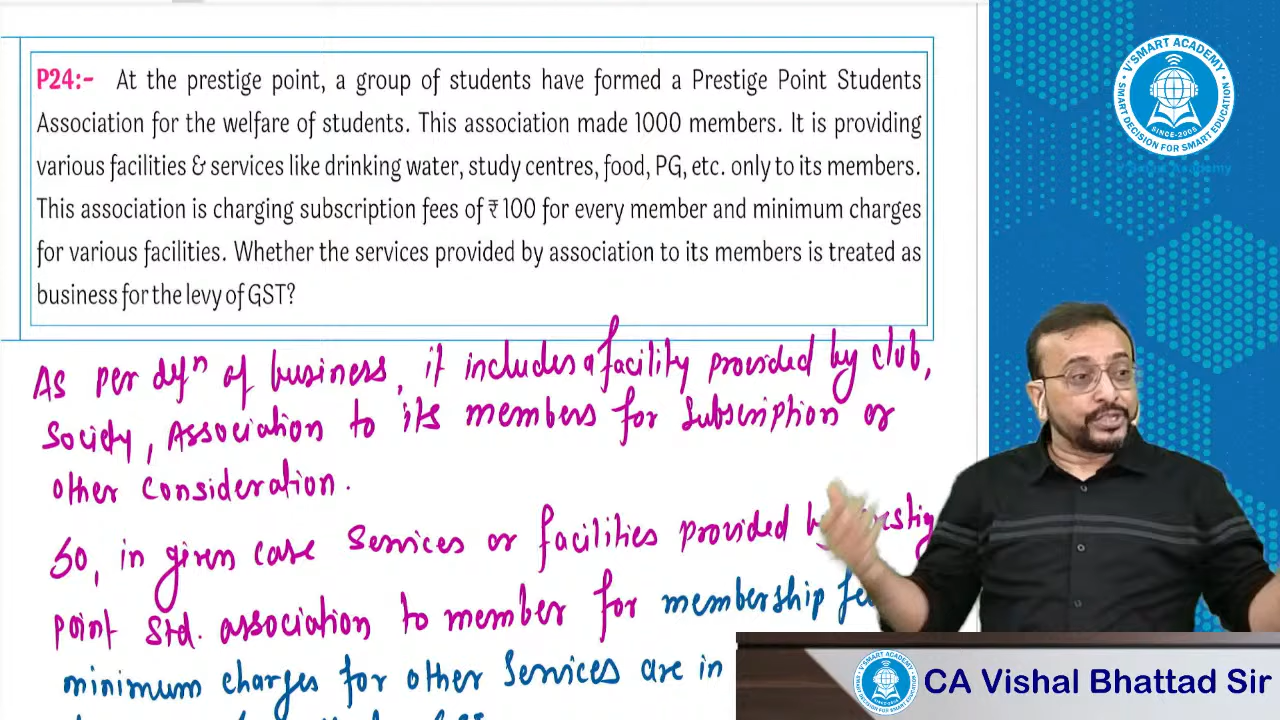 P24:- At the prestige point, a group of students have formed a Prestige Point Students
Association for the welfare of students. This association made 1000 members. It is providing
various facilities & services like drinking water, study centres, food, PG, etc. only to its members.
This association is charging subscription fees of ₹ 100 for every member and minimum charges
for various facilities. Whether the services provided by association to its members is treated as
business for the levy of GST?
As per defⁿ of business, it includes a facility provided by club,
Society, Association to its members for subscription or
other consideration.
So, in given case services or facilities provided
point std. association to member for membership
minimum charges for other services are in
V'SMART ACADEMY
SINCE-2005
SMART DECISION FOR SMART EDUCATION
V'Smart Academy
V'SMART ACADEMY
CA Vishal Bhattad Sir